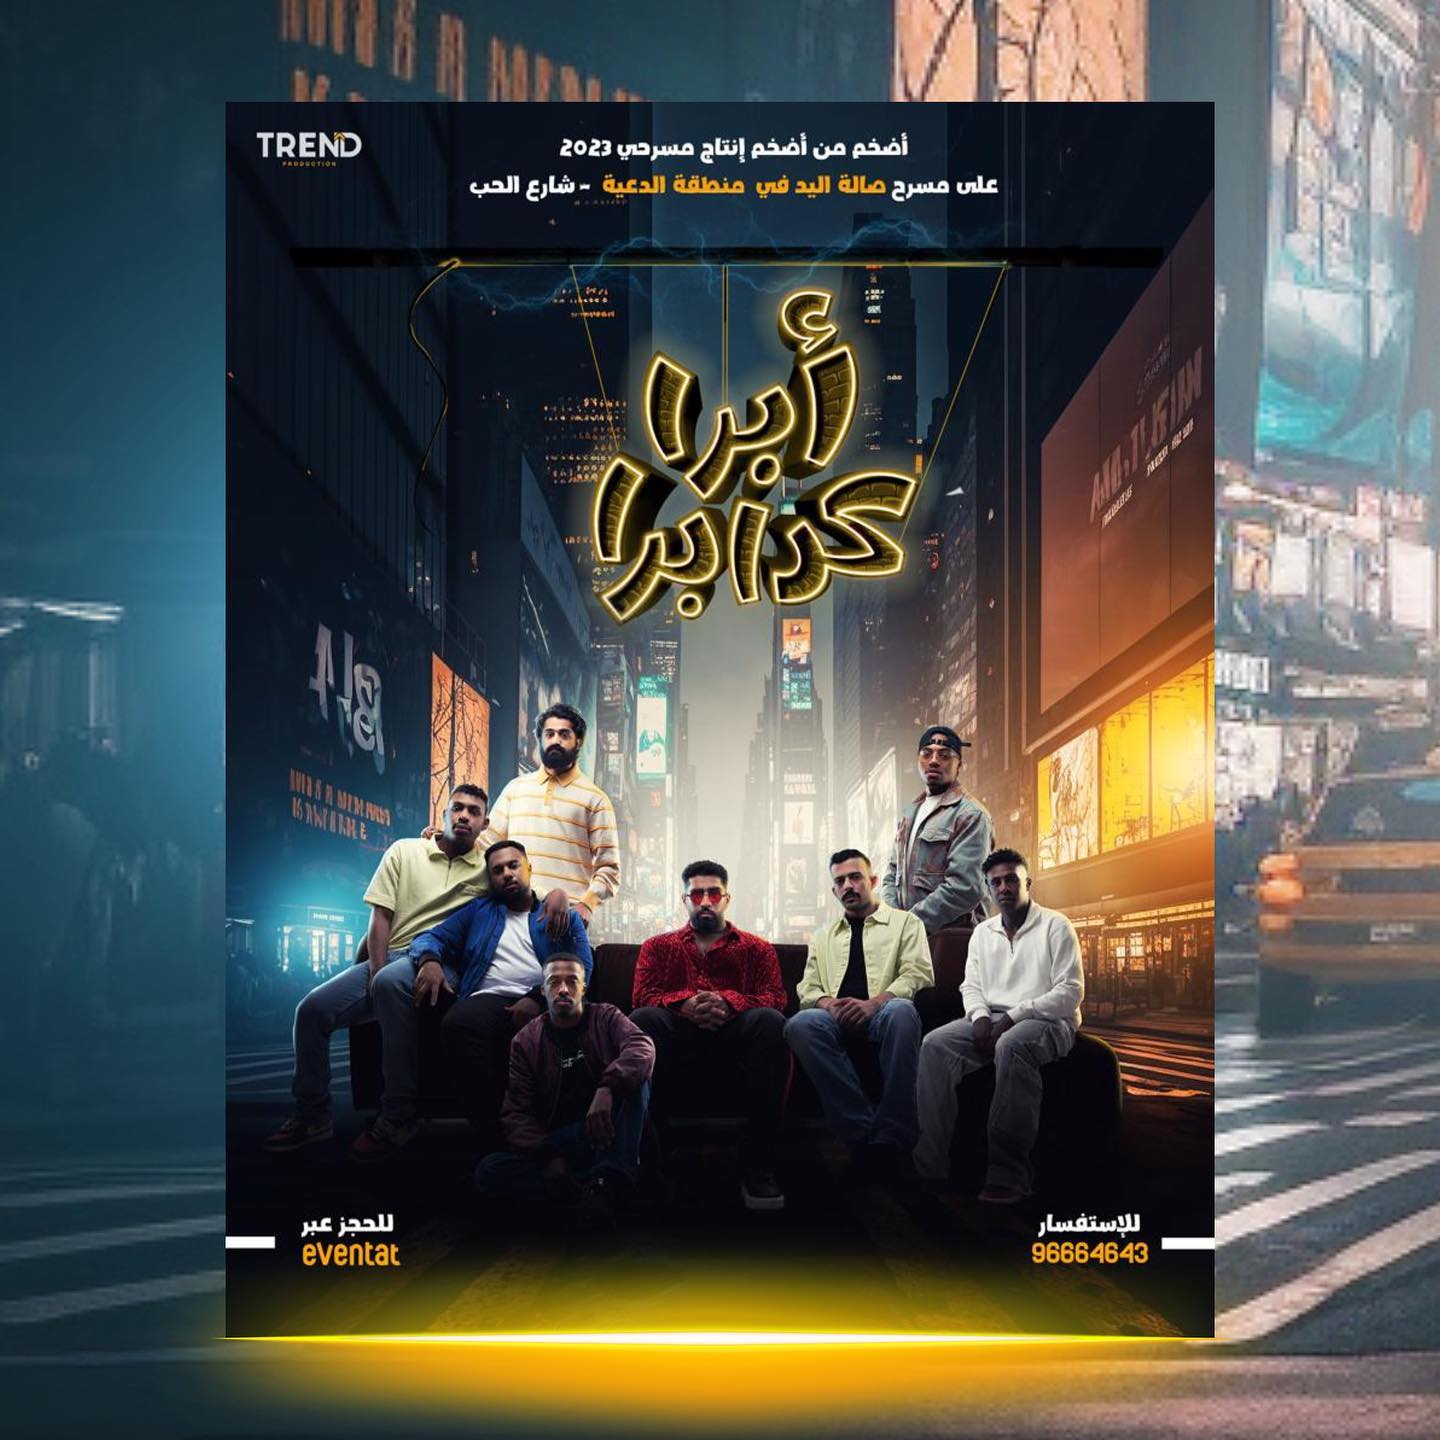 TREND
PRODUCTION
أضخم من أضخم إنتاج مسرحي 2023
على مسرح صالة اليد في منطقة الدعية - شارع الحب
أبرا
كدابرا
للحجز عبر
eventat
للإستفسار
96664643